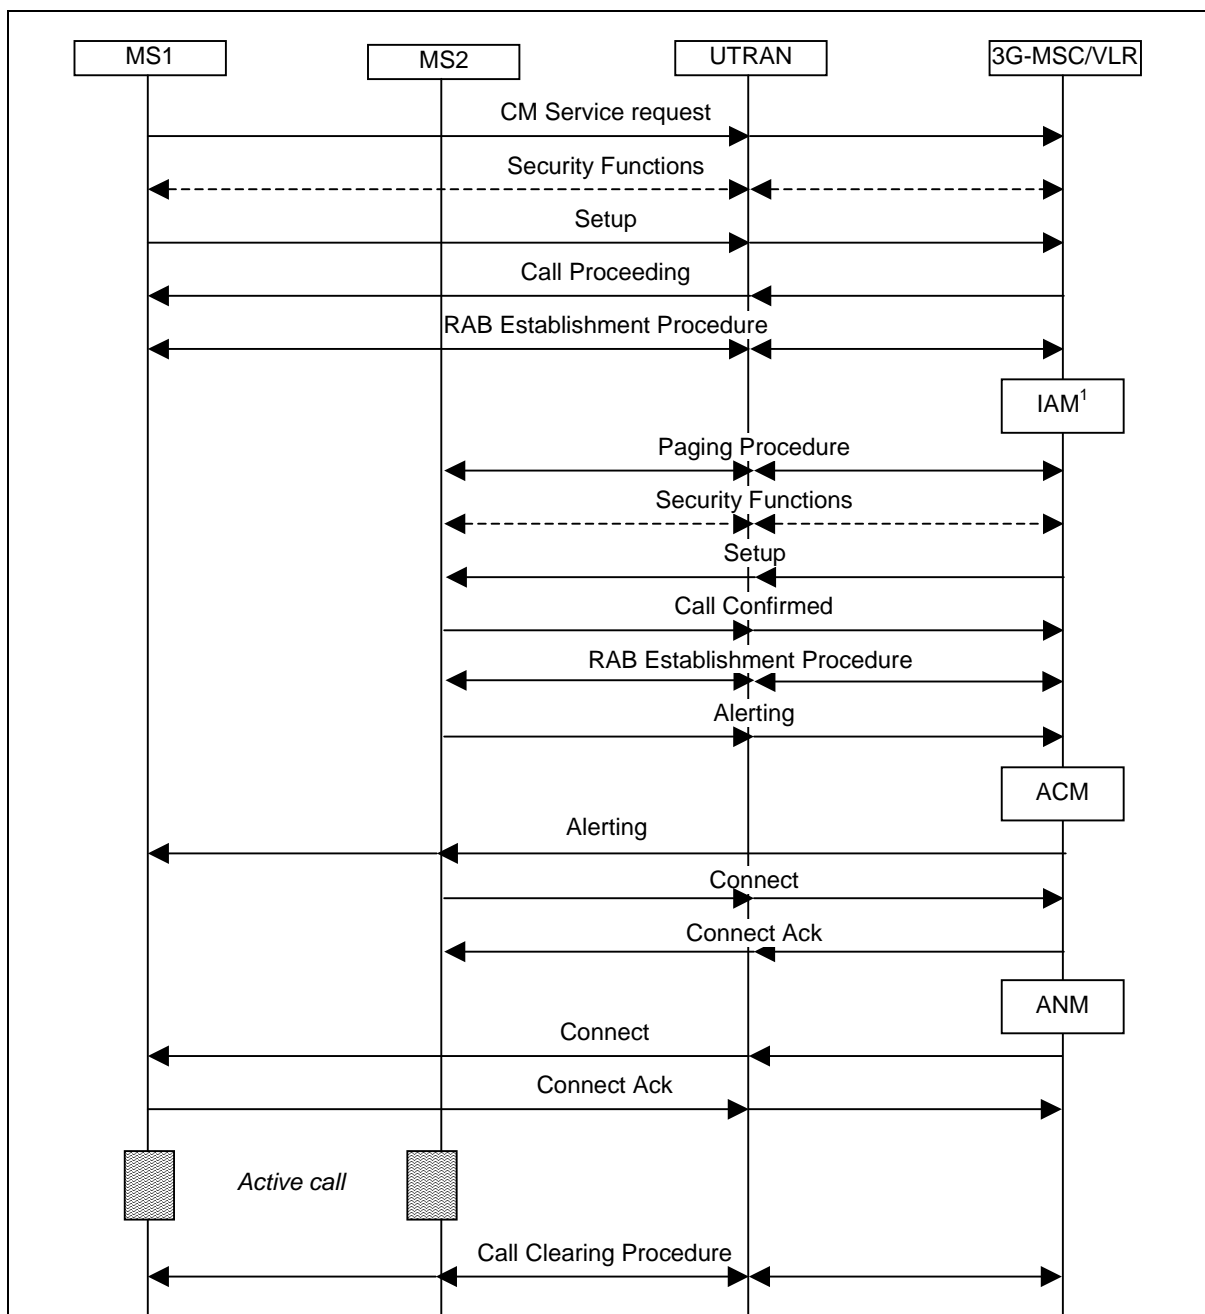 MS1
MS2
UTRAN
3G-MSC/VLR
CM Service request
Security Functions
Setup
Call Proceeding
RAB Establishment Procedure
IAM¹
Paging Procedure
Security Functions
Setup
Call Confirmed
RAB Establishment Procedure
Alerting
ACM
Alerting
Connect
Connect Ack
ANM
Connect
Connect Ack
Active call
Call Clearing Procedure